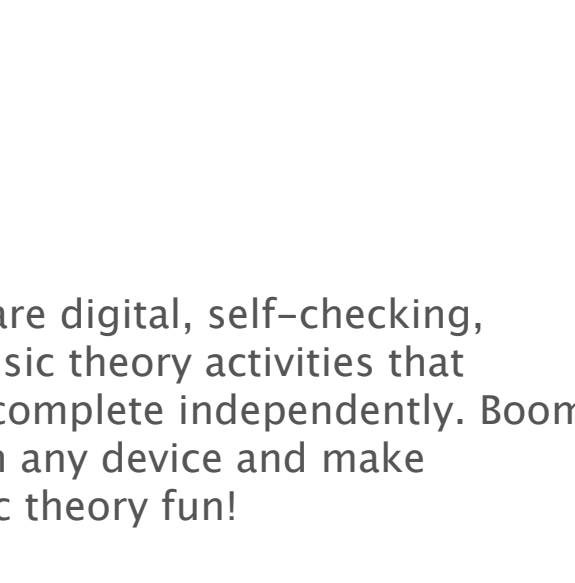 are digital, self-checking,
sic theory activities that
complete independently. Boom
any device and make
theory fun!